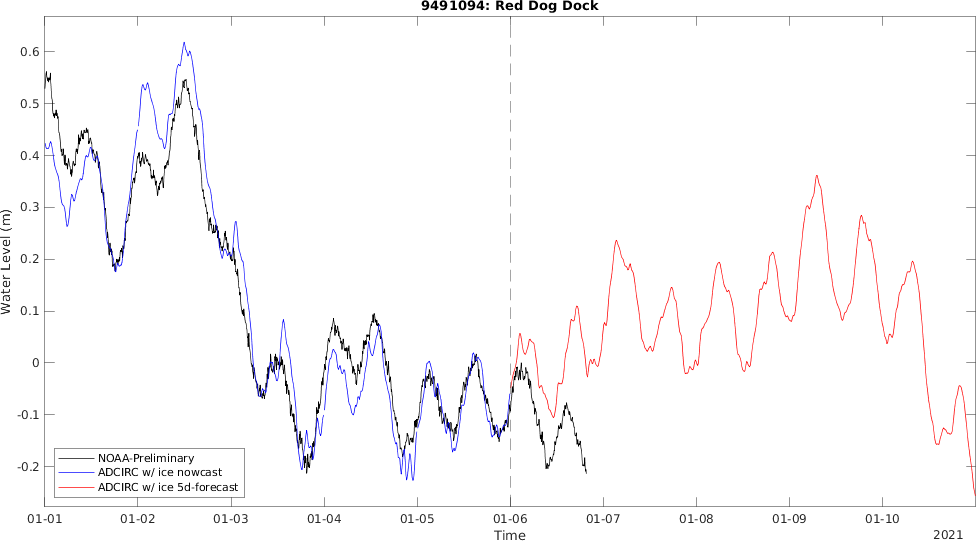 9491094: Red Dog Dock
Water Level (m)
0.6
0.5
0.4
0.3
0.2
0.1
0
-0.1
-0.2
NOAA-Preliminary
ADCIRC w/ ice nowcast
ADCIRC w/ ice 5d-forecast
01-01 01-02 01-03 01-04 01-05 01-06 01-07 01-08 01-09 01-10
Time
2021